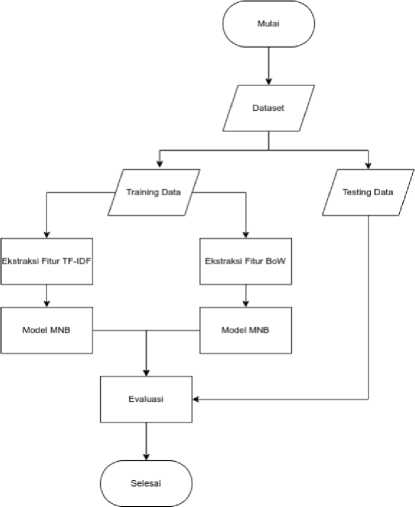 Mulai
Dataset
Training Data
Testing Data
Ekstraksi Fitur TF-IDF
Ekstraksi Fitur BoW
Model MNB
Model MNB
Evaluasi
Selesai